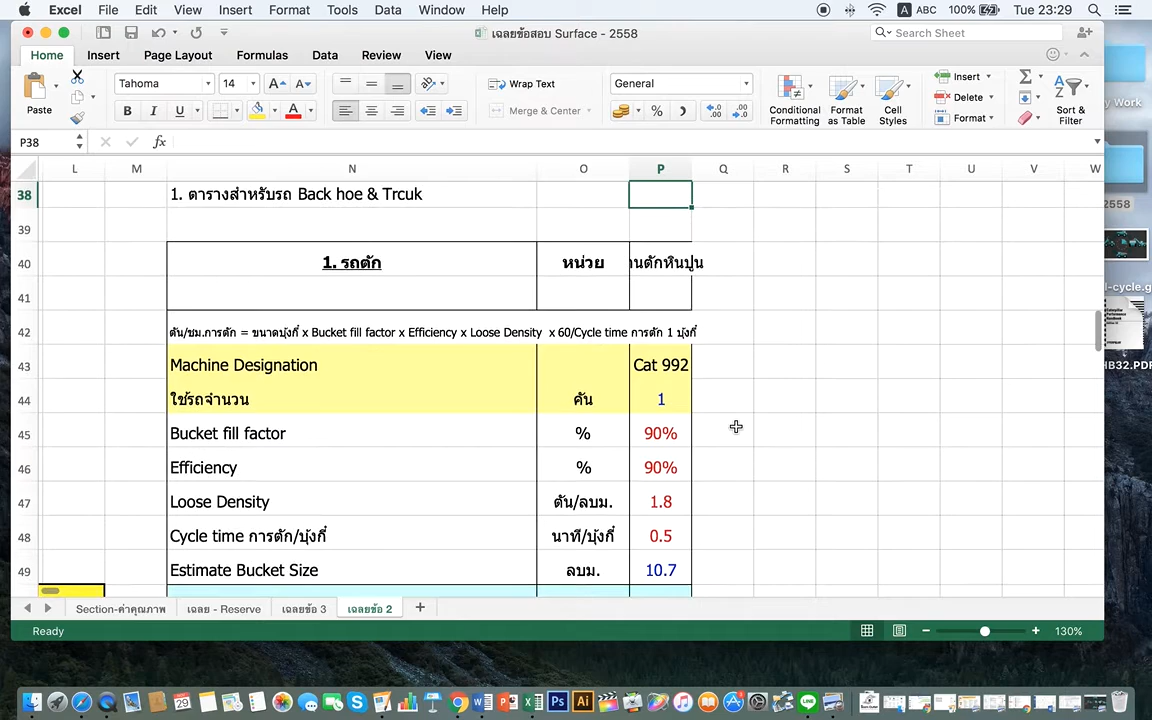 Excel File Edit View Insert Format Tools Data Window Help A ABC 100% Tue 23:29
เฉลยข้อสอบ Surface - 2558 Search Sheet
Home Insert Page Layout Formulas Data Review View
Paste Tahoma 14 B I U Wrap Text Merge & Center General Conditional Formatting Format as Table Cell Styles Insert Delete Format Sort & Filter
P38 fx
L M N O P Q R S T U V W
38 1. ตารางสำหรับรถ Back hoe & Trcuk
39
40 1. รถตัก หน่วย านตักหินปูน
41
42 ตัน/ชม.การตัก = ขนาดบุ้งกี๋ x Bucket fill factor x Efficiency x Loose Density x 60/Cycle time การตัก 1 บุ้งกี๋
43 Machine Designation Cat 992
44 ใช้รถจำนวน คัน 1
45 Bucket fill factor % 90%
46 Efficiency % 90%
47 Loose Density ตัน/ลบม. 1.8
48 Cycle time การตัก/บุ้งกี๋ นาที/บุ้งกี๋ 0.5
49 Estimate Bucket Size ลบม. 10.7
Section-ค่าคุณภาพ เฉลย - Reserve เฉลยข้อ 3 เฉลยข้อ 2 +
Ready 130%
y Work
2558
l-cycle.g
HB32.PDF